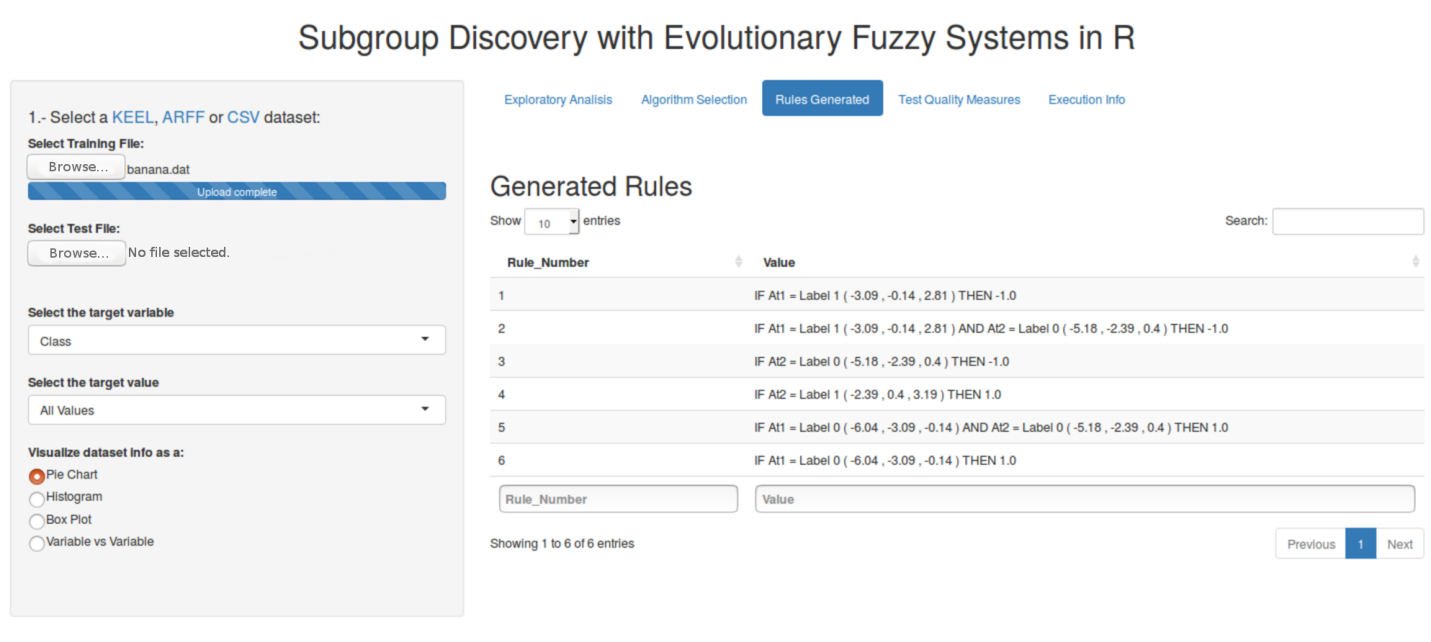 Subgroup Discovery with Evolutionary Fuzzy Systems in R
1.- Select a KEEL, ARFF or CSV dataset:
Select Training File:
Browse... banana.dat
Upload complete
Select Test File:
Browse... No file selected.
Select the target variable
Class
Select the target value
All Values
Visualize dataset info as a:
Pie Chart
Histogram
Box Plot
Variable vs Variable
Exploratory Analisis Algorithm Selection Rules Generated Test Quality Measures Execution Info
Generated Rules
Show 10 entries Search:
Rule_Number Value
1 IF At1 = Label 1 ( -3.09 , -0.14 , 2.81 ) THEN -1.0
2 IF At1 = Label 1 ( -3.09 , -0.14 , 2.81 ) AND At2 = Label 0 ( -5.18 , -2.39 , 0.4 ) THEN -1.0
3 IF At2 = Label 0 ( -5.18 , -2.39 , 0.4 ) THEN -1.0
4 IF At2 = Label 1 ( -2.39 , 0.4 , 3.19 ) THEN 1.0
5 IF At1 = Label 0 ( -6.04 , -3.09 , -0.14 ) AND At2 = Label 0 ( -5.18 , -2.39 , 0.4 ) THEN 1.0
6 IF At1 = Label 0 ( -6.04 , -3.09 , -0.14 ) THEN 1.0
Rule_Number Value
Showing 1 to 6 of 6 entries Previous 1 Next